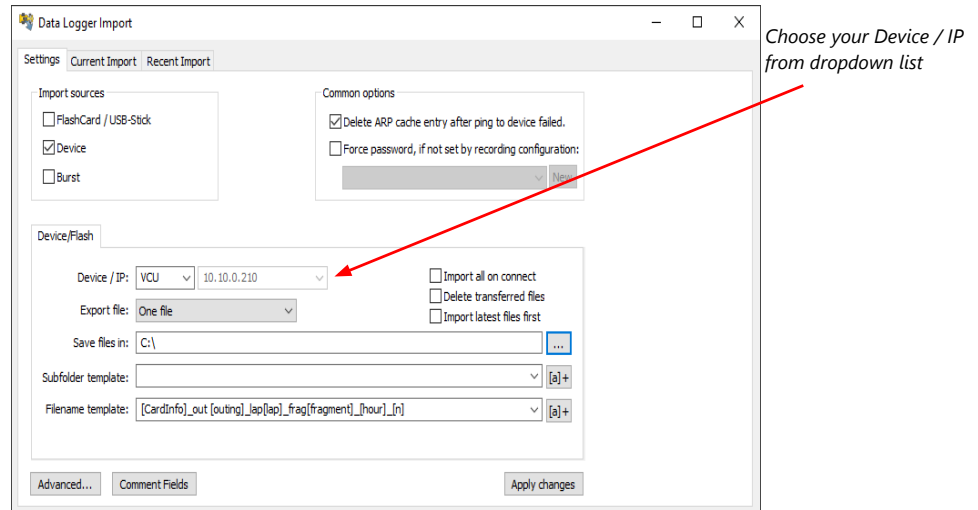 Data Logger Import
Choose your Device / IP
from dropdown list
Settings Current Import Recent Import
Import sources
FlashCard / USB-Stick
Device
Burst
Common options
Delete ARP cache entry after ping to device failed.
Force password, if not set by recording configuration:
New
Device/Flash
Device / IP: VCU 10.10.0.210
Import all on connect
Delete transferred files
Import latest files first
Export file: One file
Save files in: C:\ ...
Subfolder template: [a]+
Filename template: [CardInfo]_out [outing]_lap[lap]_frag[fragment]_[hour]_[n] [a]+
Advanced... Comment Fields Apply changes